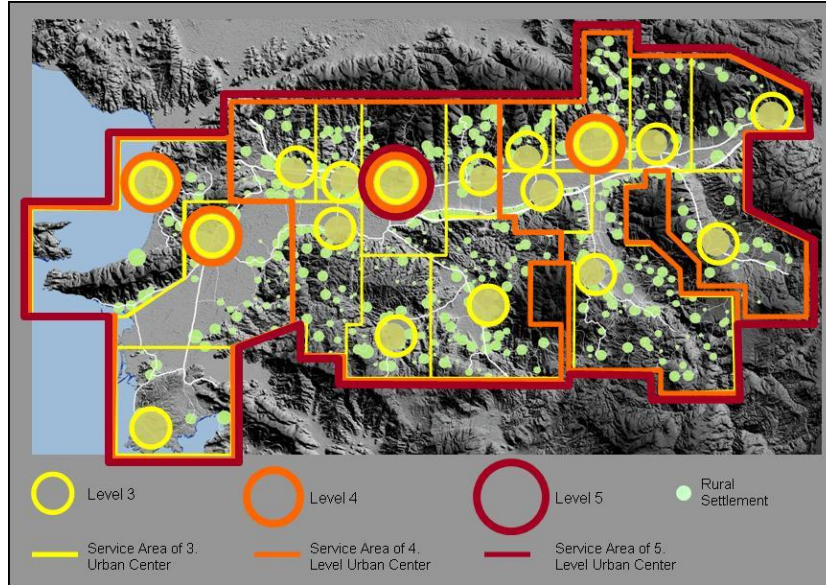 Level 3
Level 4
Level 5
Rural
Settlement
Service Area of 3.
Urban Center
Service Area of 4.
Level Urban Center
Service Area of 5.
Level Urban Center